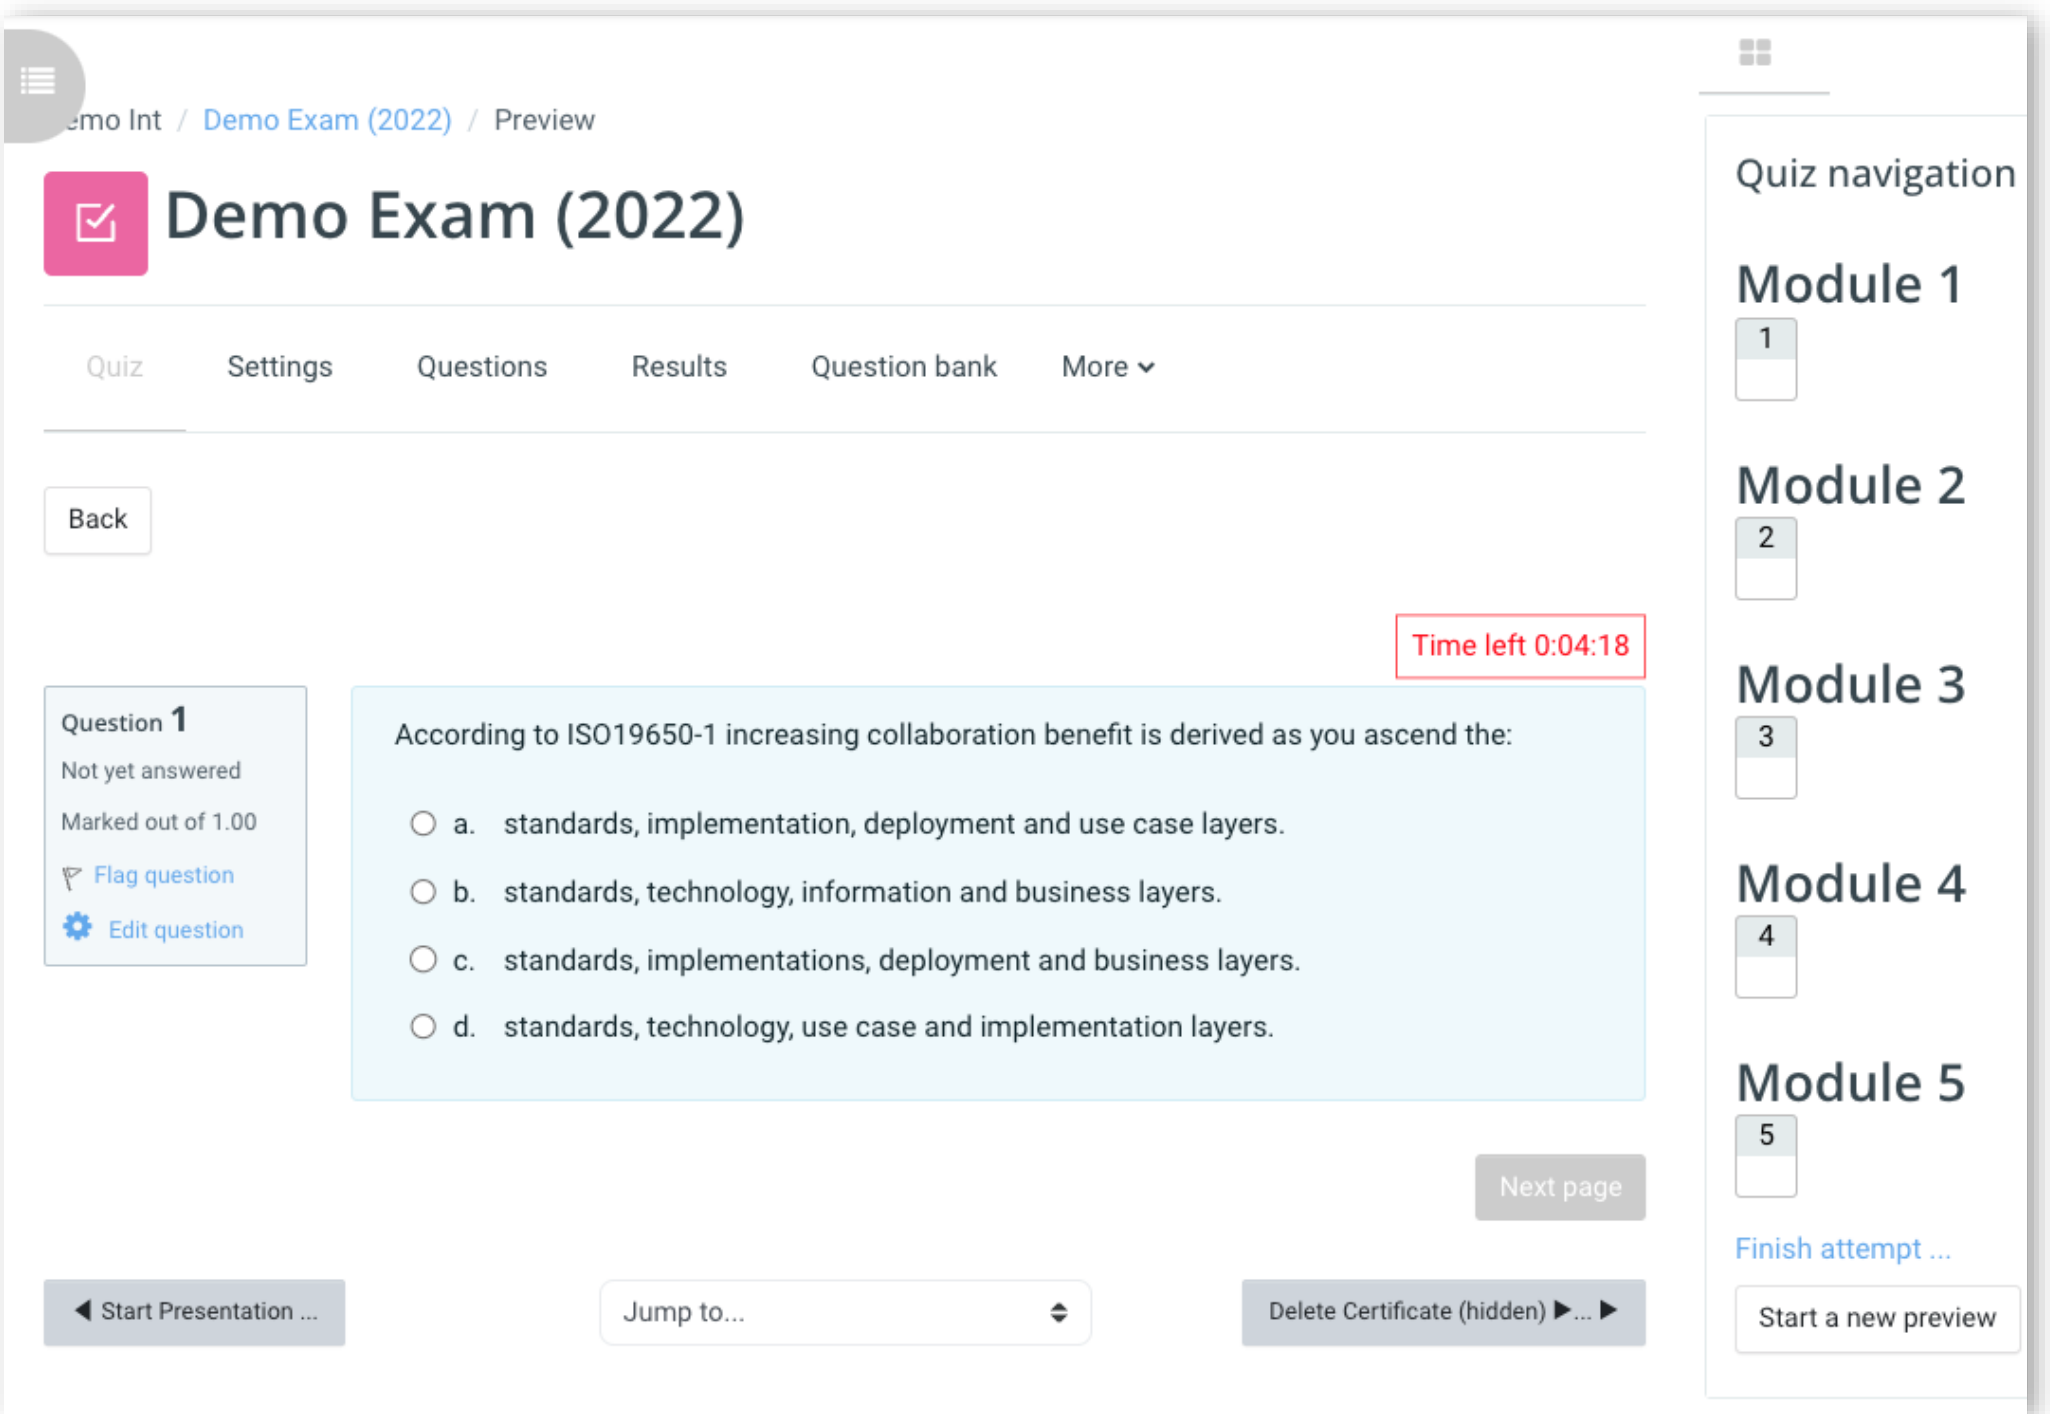 emo Int / Demo Exam (2022) / Preview
Demo Exam (2022)
Quiz Settings Questions Results Question bank More
Back
Time left 0:04:18
Question 1
Not yet answered
Marked out of 1.00
Flag question
Edit question
According to ISO19650-1 increasing collaboration benefit is derived as you ascend the:
a. standards, implementation, deployment and use case layers.
b. standards, technology, information and business layers.
c. standards, implementations, deployment and business layers.
d. standards, technology, use case and implementation layers.
Next page
◀ Start Presentation ...
Jump to...
Delete Certificate (hidden) ▶... ▶
Quiz navigation
Module 1
1
Module 2
2
Module 3
3
Module 4
4
Module 5
5
Finish attempt ...
Start a new preview